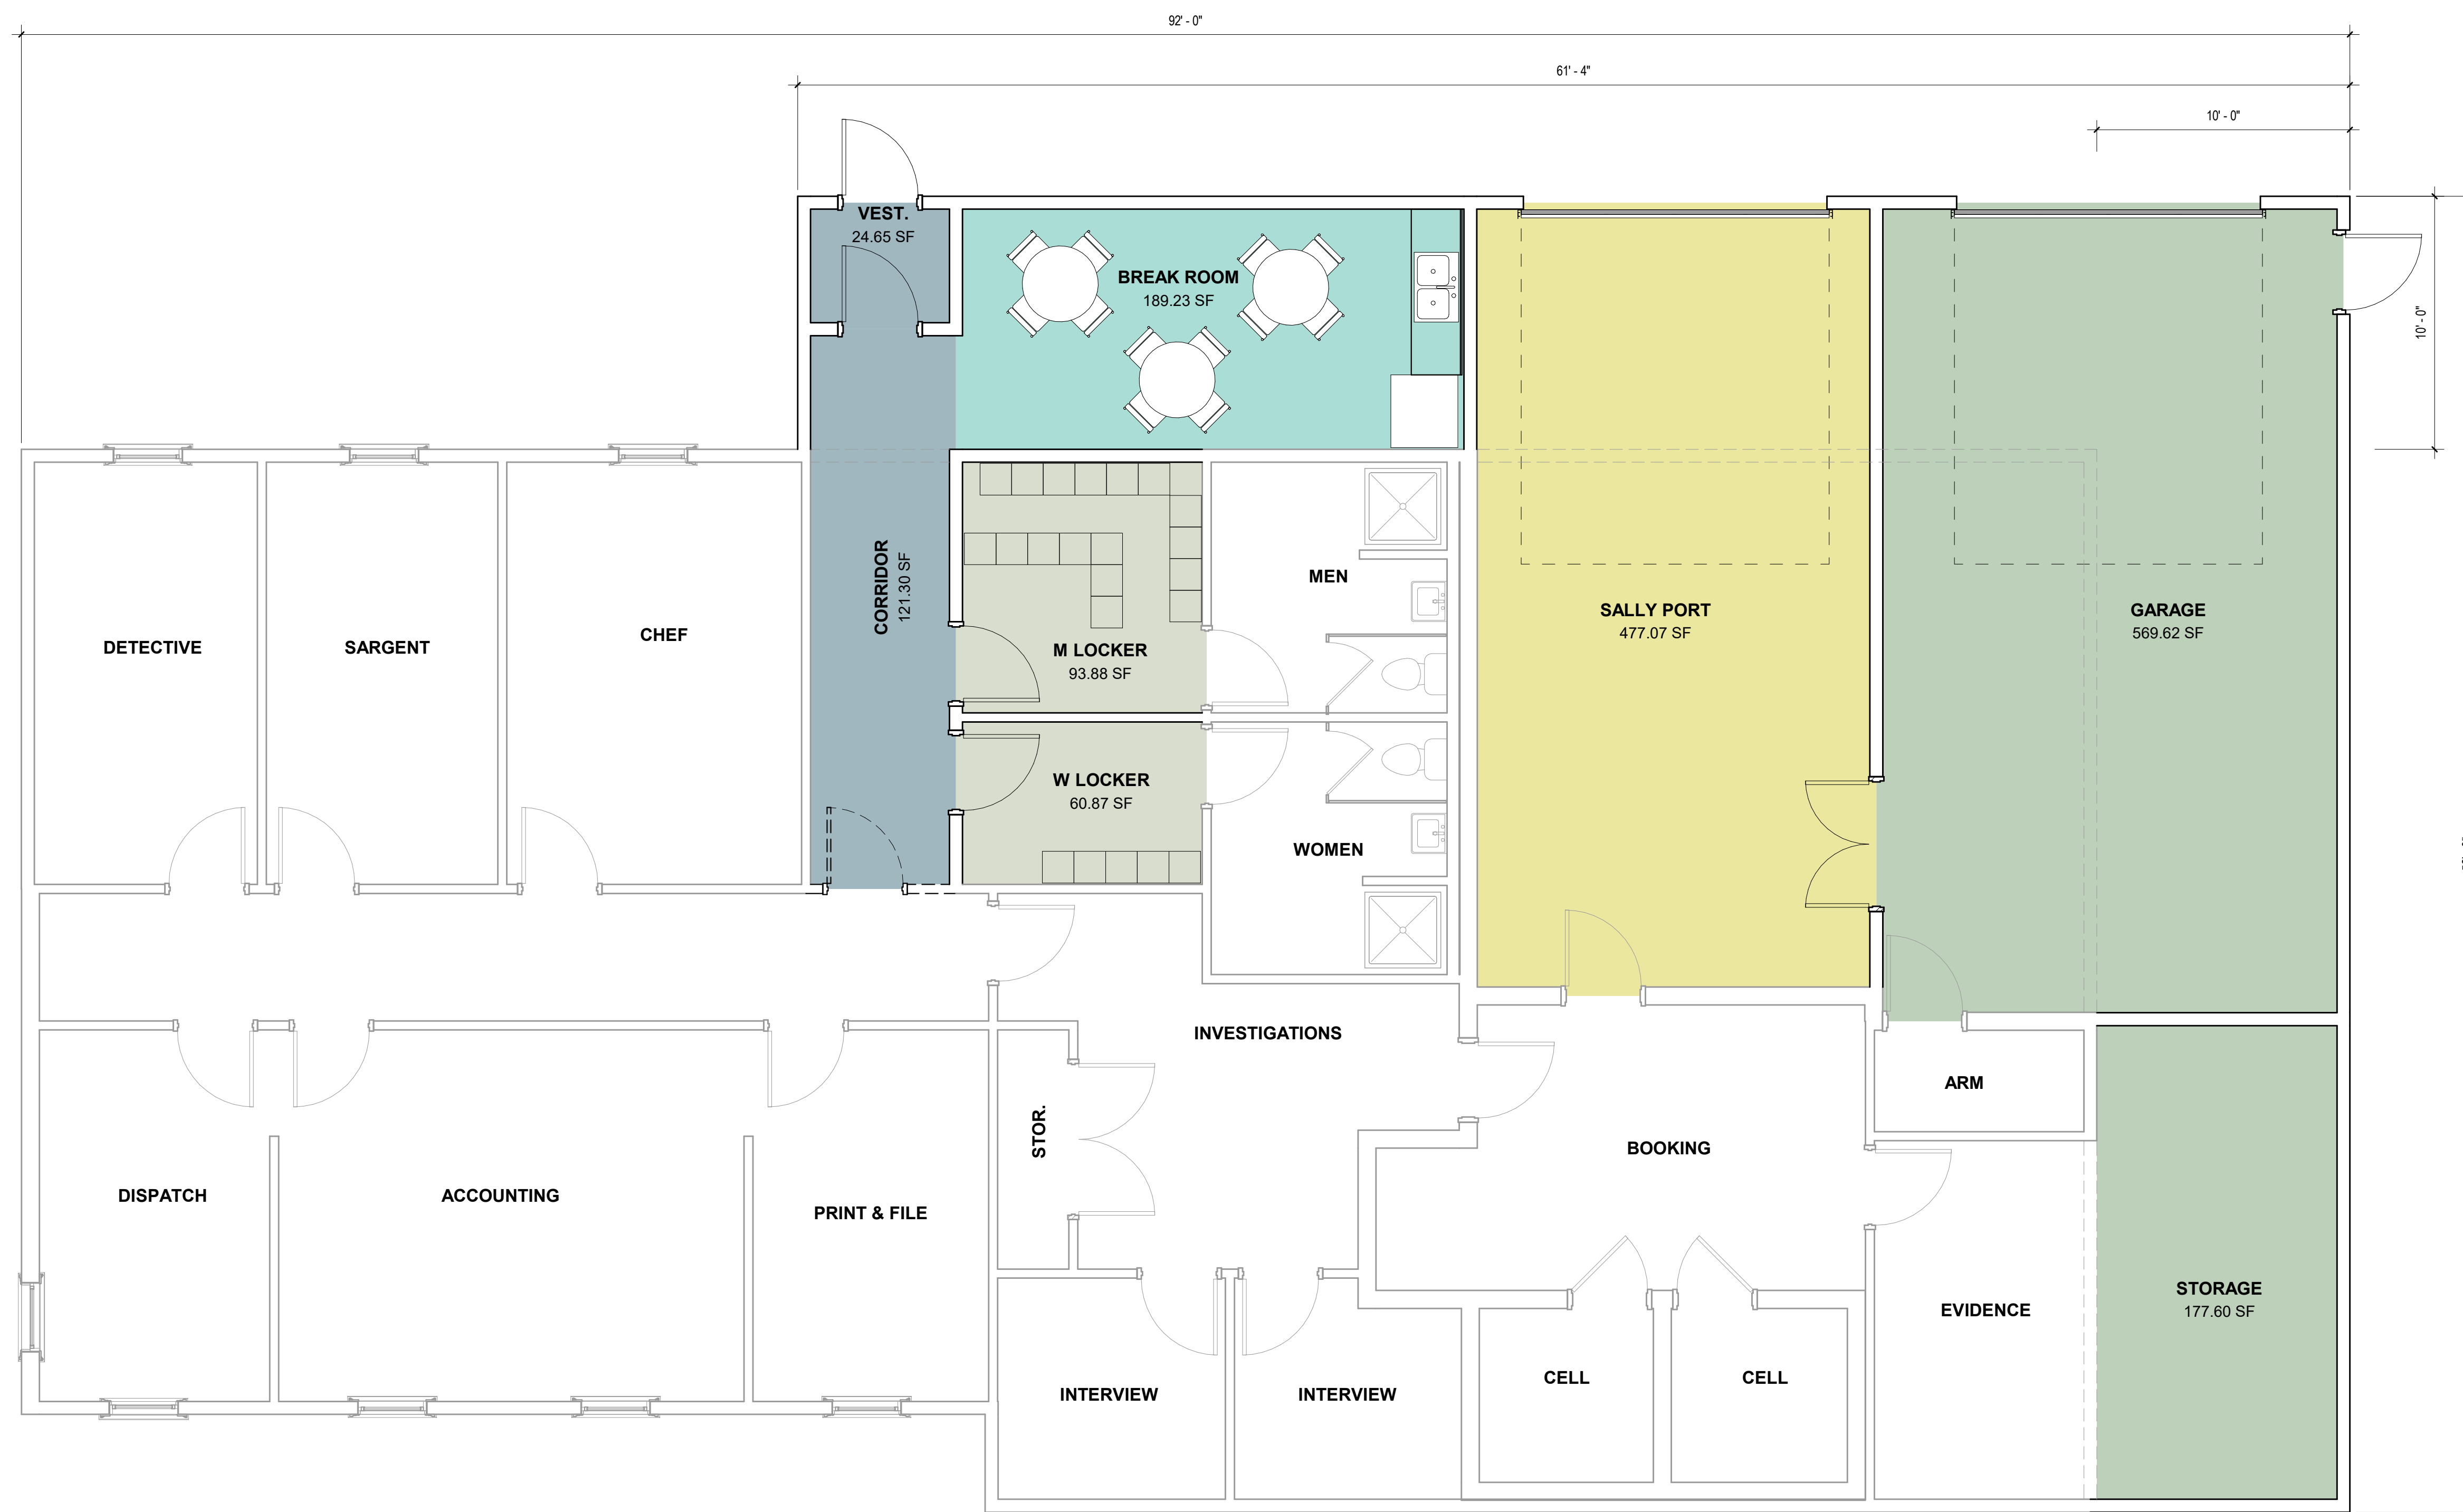 92' - 0"
61' - 4"
10' - 0"
10' - 0"
VEST.
24.65 SF
BREAK ROOM
189.23 SF
DETECTIVE
SARGENT
CHEF
CORRIDOR
121.30 SF
M LOCKER
93.88 SF
MEN
SALLY PORT
477.07 SF
GARAGE
569.62 SF
W LOCKER
60.87 SF
WOMEN
INVESTIGATIONS
ARM
STOR.
BOOKING
DISPATCH
ACCOUNTING
PRINT & FILE
EVIDENCE
STORAGE
177.60 SF
INTERVIEW
INTERVIEW
CELL
CELL